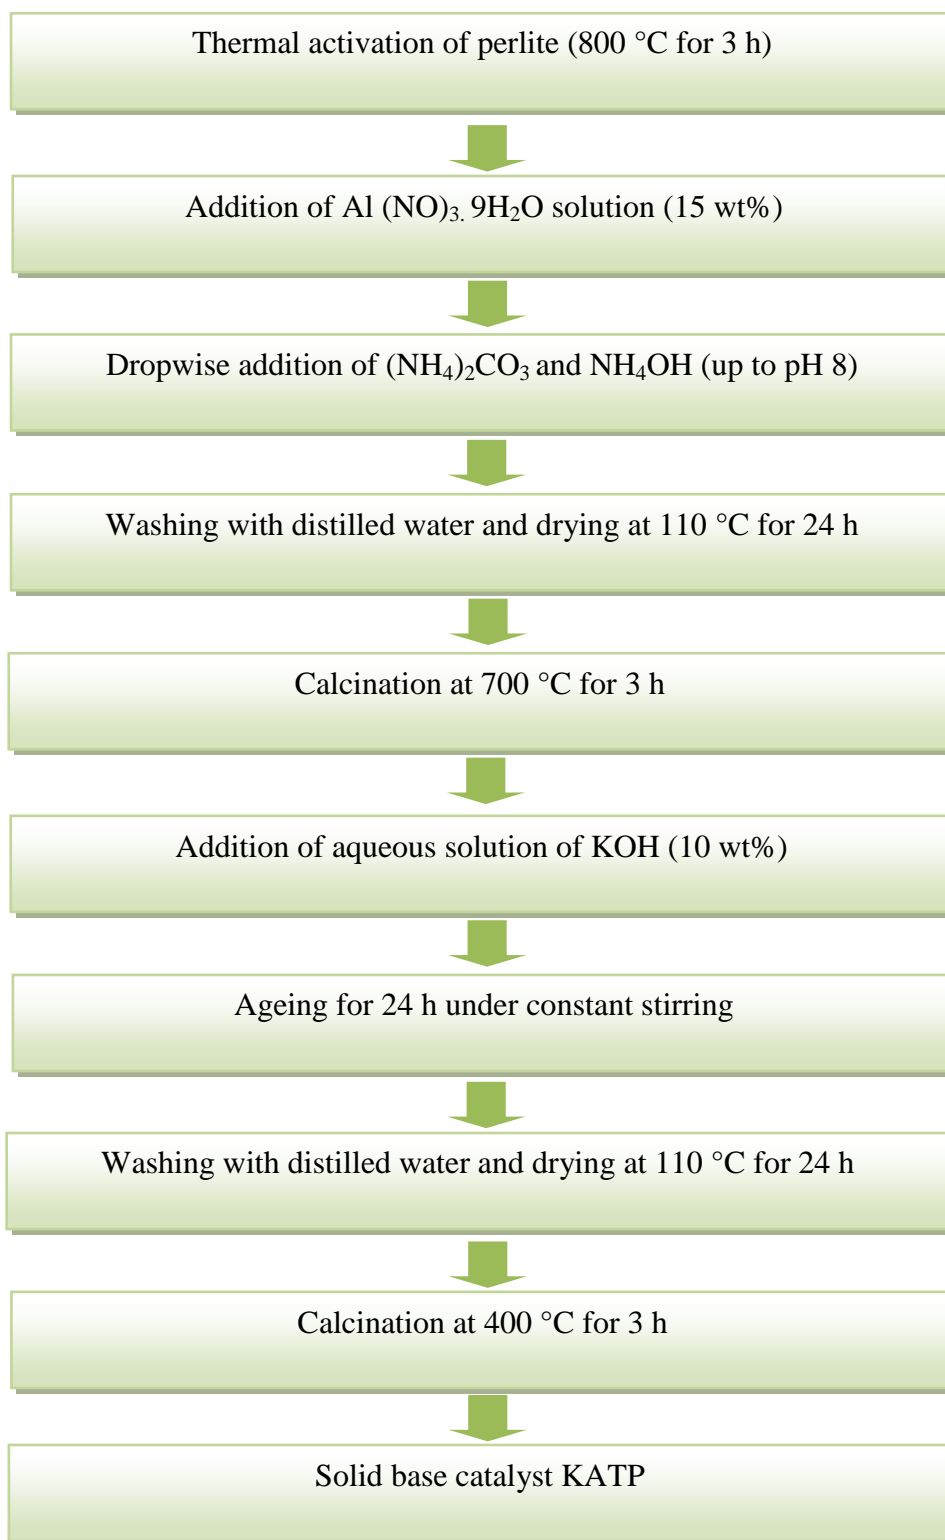 Thermal activation of perlite (800 °C for 3 h)
Addition of Al (NO)₃. 9H₂O solution (15 wt%)
Dropwise addition of (NH₄)₂CO₃ and NH₄OH (up to pH 8)
Washing with distilled water and drying at 110 °C for 24 h
Calcination at 700 °C for 3 h
Addition of aqueous solution of KOH (10 wt%)
Ageing for 24 h under constant stirring
Washing with distilled water and drying at 110 °C for 24 h
Calcination at 400 °C for 3 h
Solid base catalyst KATP